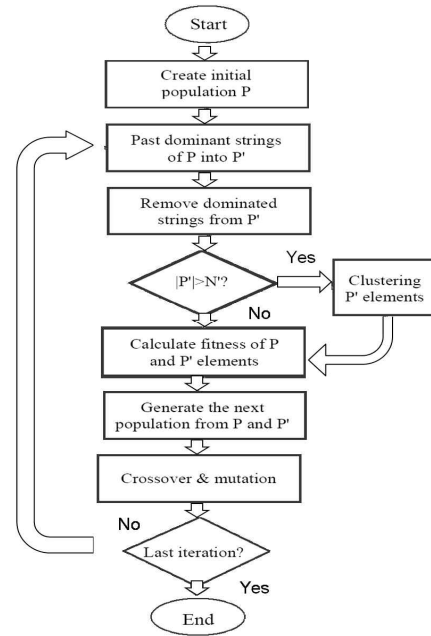 Start
Create initial
population P
Past dominant strings
of P into P'
Remove dominated
strings from P'
|P'|>N'?
Yes
Clustering
P' elements
No
Calculate fitness of P
and P' elements
Generate the next
population from P and P'
Crossover & mutation
No
Last iteration?
Yes
End